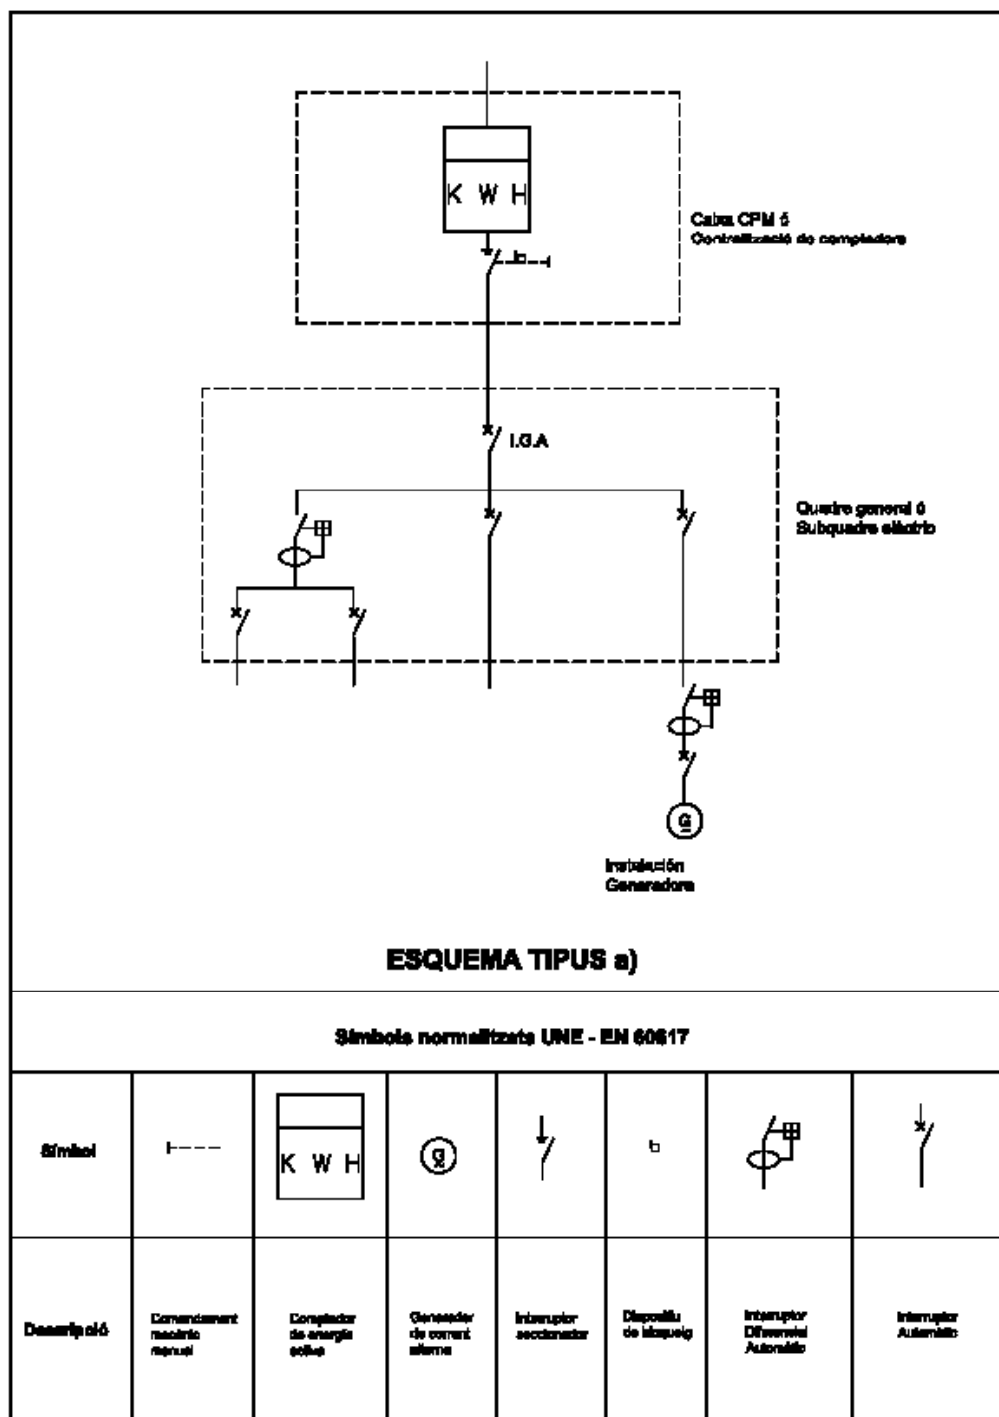 K W H
Caixa CPM ó
Centralització de comptadors
I.G.A
Quadre general ó
Subquadre elèctric
G
Instalación
Generadora
ESQUEMA TIPUS a)
Símbols normalitzats UNE - EN 60617
Símbol
K W H
G
Descripció
Comandament
mecànic
manual
Comptador
de energia
activa
Generador
de corrent
alterna
Interruptor
seccionador
Dispositiu
de bloqueig
Interruptor
Diferencial
Automàtic
Interruptor
Automàtic